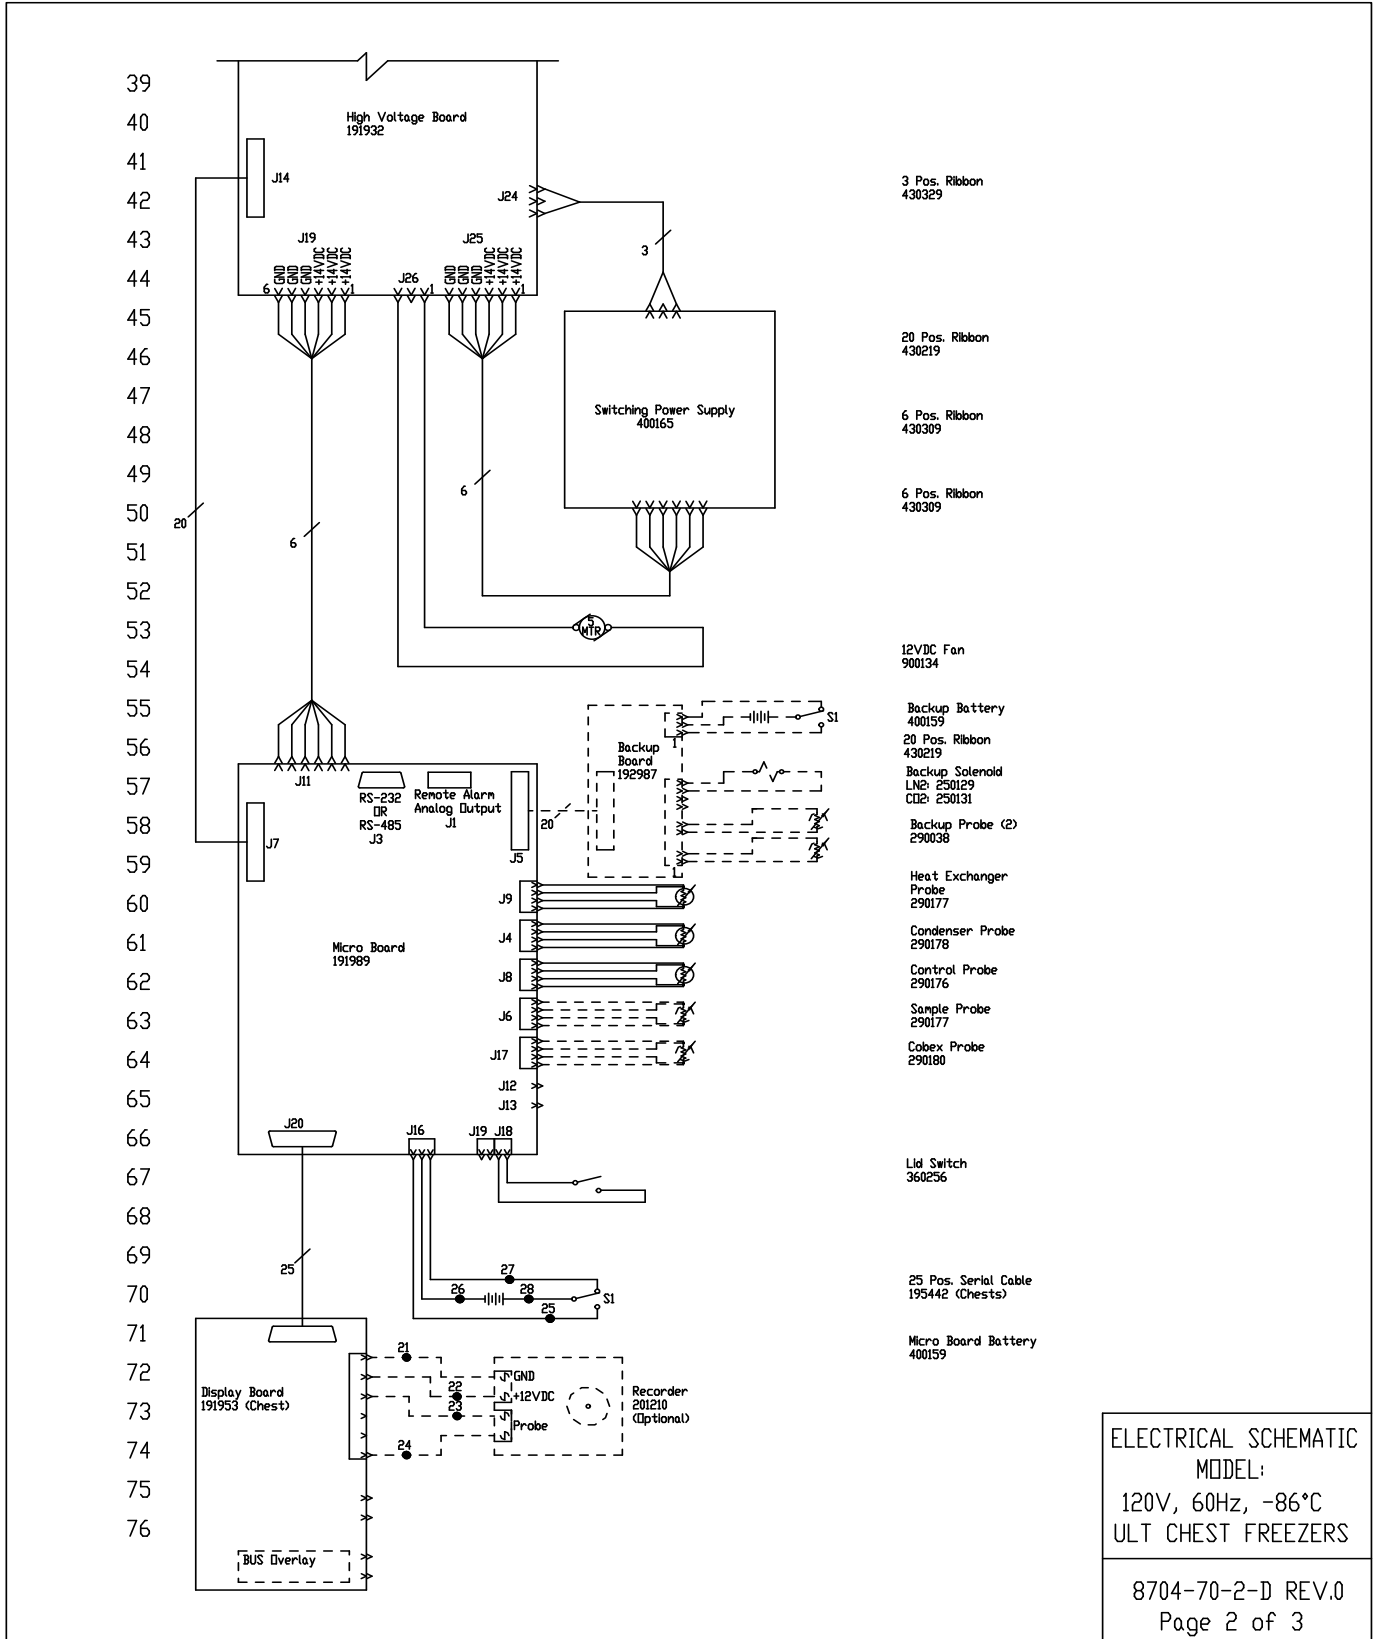 39
40
41
42
43
44
45
46
47
48
49
50
51
52
53
54
55
56
57
58
59
60
61
62
63
64
65
66
67
68
69
70
71
72
73
74
75
76
High Voltage Board
191932
J14
J24
J19
GND
GND
GND
+14VDC
+14VDC
+14VDC
6
1
J26
1
J25
GND
GND
GND
+14VDC
+14VDC
+14VDC
1
3
Switching Power Supply
400165
20
6
6
5
MTR
J11
RS-232
OR
RS-485
J3
Remote Alarm
Analog Output
J1
J5
20
Backup
Board
192987
1
1
S1
J7
J9
J4
Micro Board
191989
J8
J6
J17
J12
J13
J20
J16
J19
J18
25
27
26
28
25
S1
Display Board
191953 (Chest)
21
22
23
24
GND
+12VDC
Probe
Recorder
201210
(Optional)
BUS Overlay
3 Pos. Ribbon
430329
20 Pos. Ribbon
430219
6 Pos. Ribbon
430309
6 Pos. Ribbon
430309
12VDC Fan
900134
Backup Battery
400159
20 Pos. Ribbon
430219
Backup Solenoid
LN2: 250129
CO2: 250131
Backup Probe (2)
290038
Heat Exchanger
Probe
290177
Condenser Probe
290178
Control Probe
290176
Sample Probe
290177
Cobex Probe
290180
Lid Switch
360256
25 Pos. Serial Cable
195442 (Chests)
Micro Board Battery
400159
ELECTRICAL SCHEMATIC
MODEL:
120V, 60Hz, -86°C
ULT CHEST FREEZERS
8704-70-2-D REV.0
Page 2 of 3